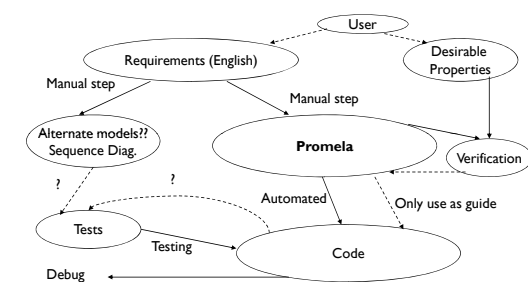 User
Requirements (English)
Desirable
Properties
Manual step
Manual step
Alternate models??
Sequence Diag.
Promela
Verification
?
?
Automated
Only use as guide
Tests
Testing
Code
Debug